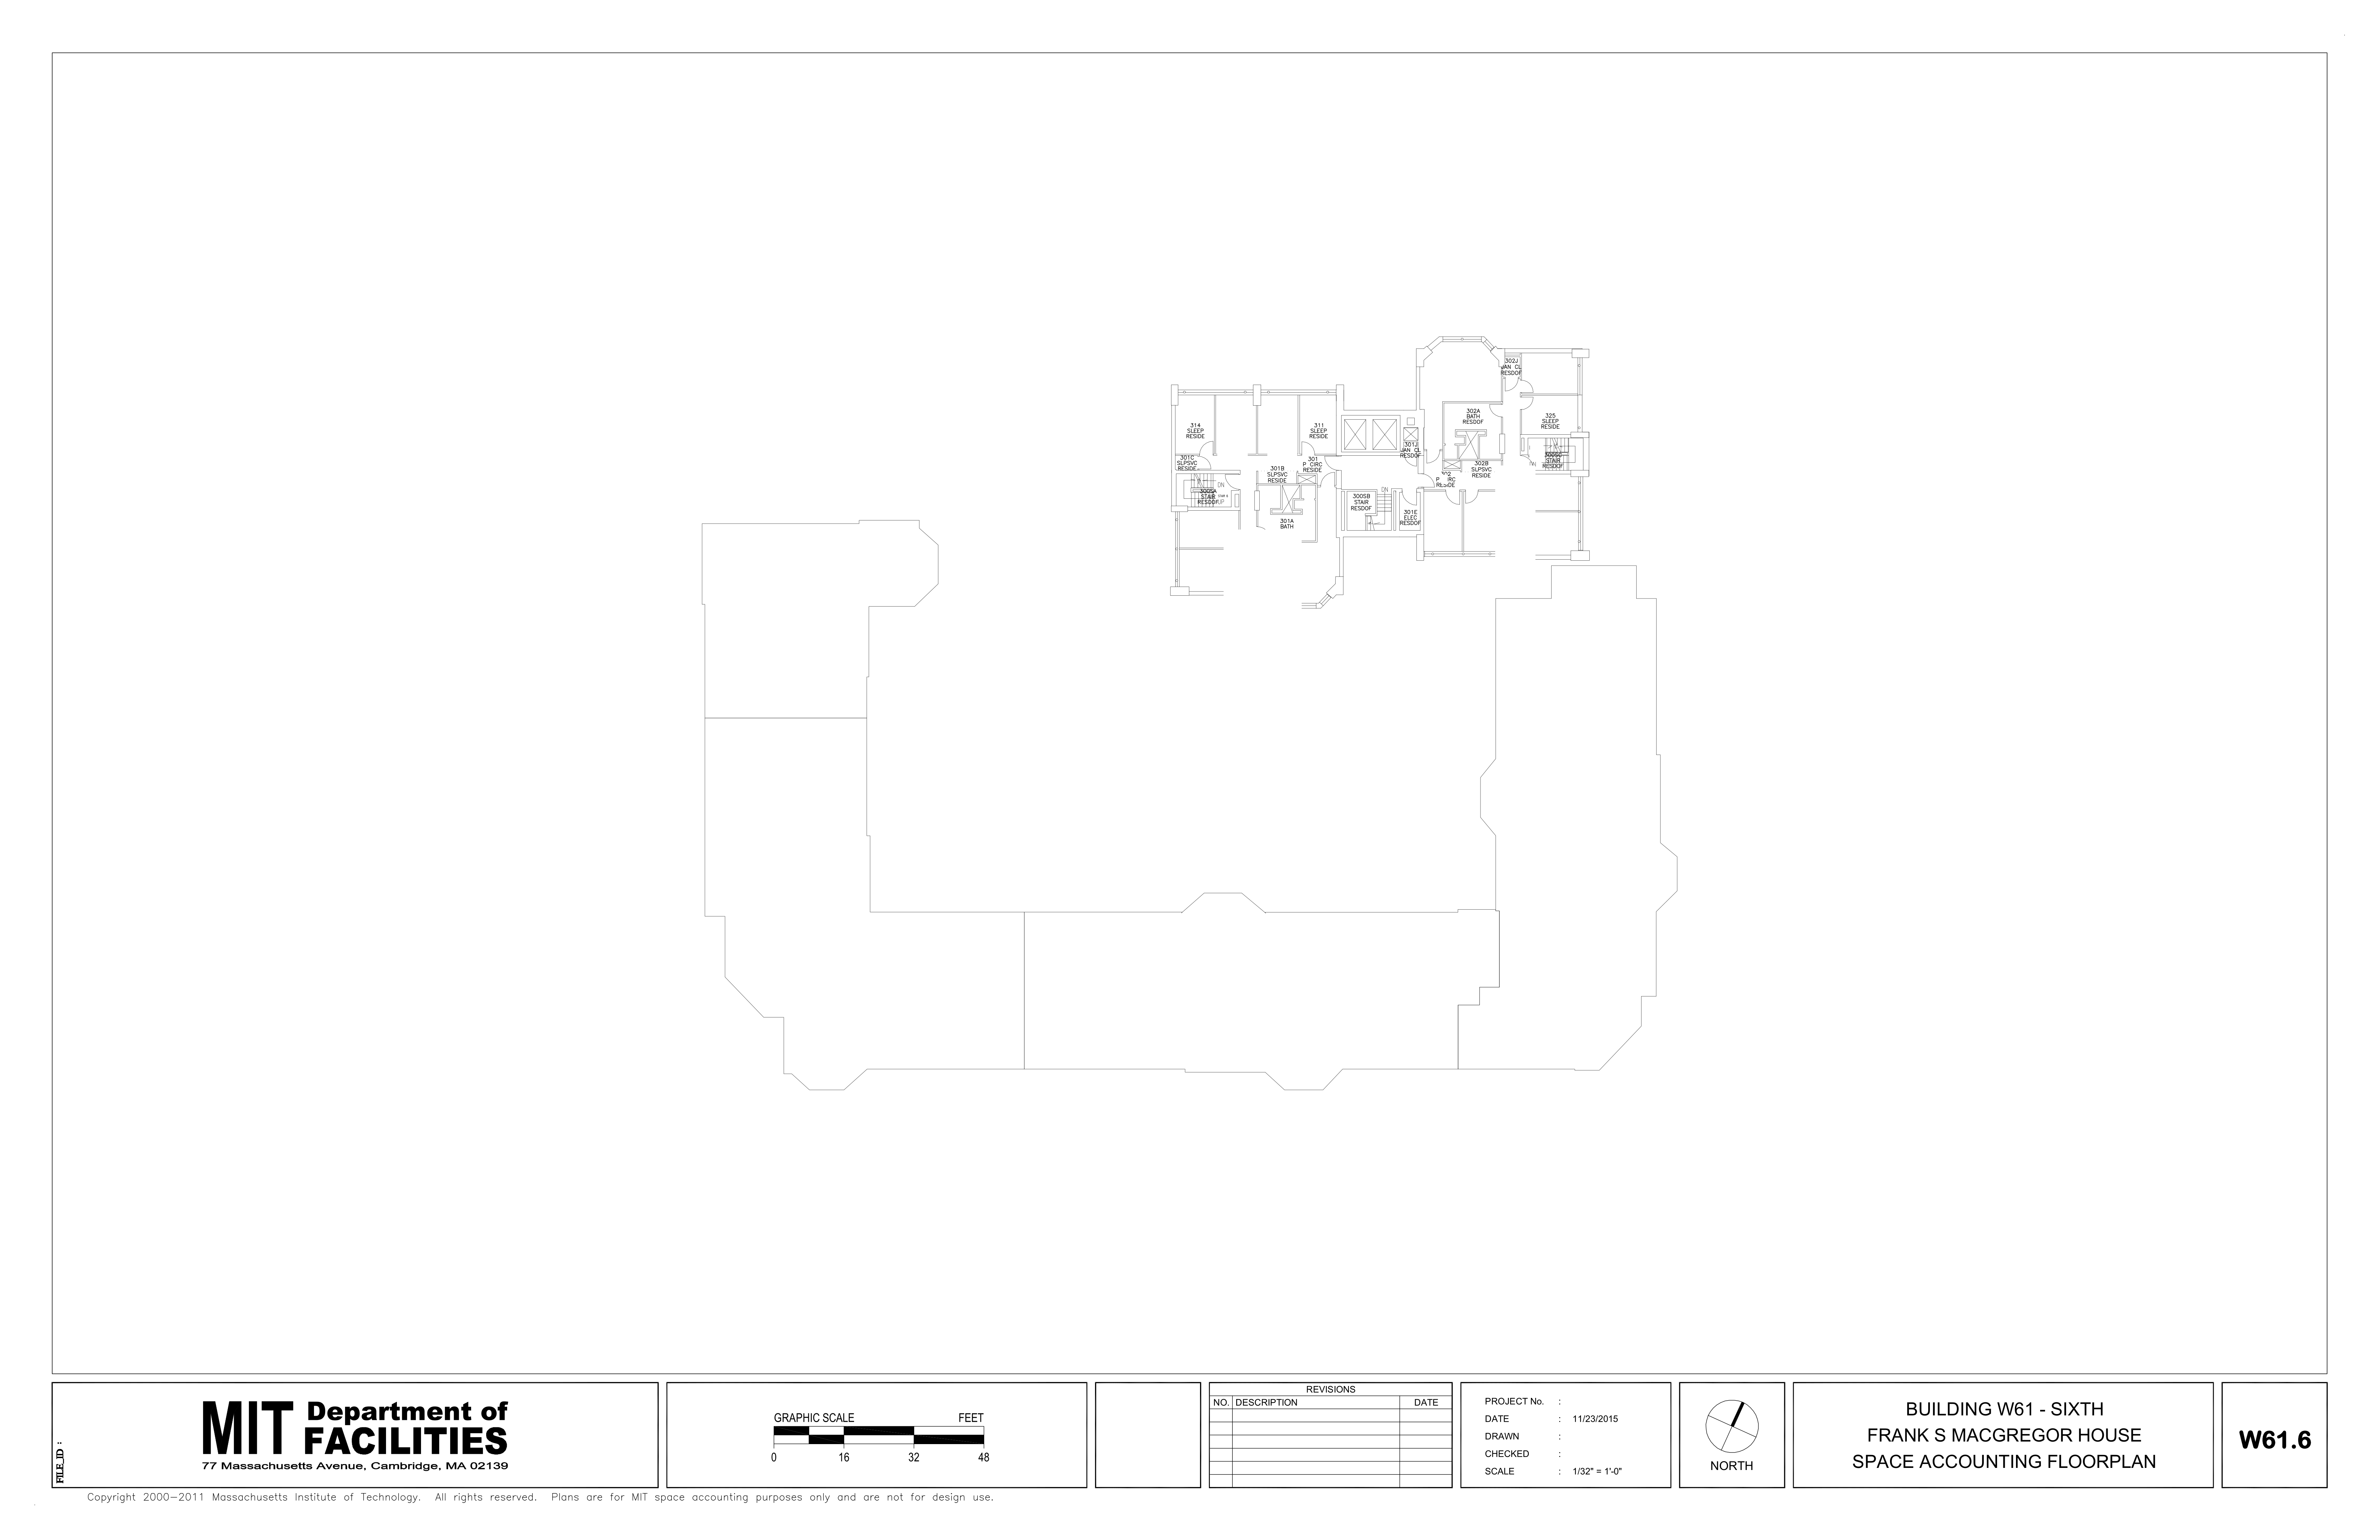 302J
JAN CL
RESDOF
314
SLEEP
RESIDE
311
SLEEP
RESIDE
302A
BATH
RESDOF
325
SLEEP
RESIDE
301C
SLPSVC
RESIDE
301B
SLPSVC
RESIDE
301
P CIRC
RESIDE
301J
JAN CL
RESDOF
302B
SLPSVC
RESIDE
P IRC
300SC
STAIR
RESDOF
DN
300SA
STAIR
RESDOF
UP
301A
BATH
300SB
STAIR
RESDOF
DN
301E
ELEC
RESDOF
FILE_ID :
MIT Department of
FACILITIES
77 Massachusetts Avenue, Cambridge, MA 02139
GRAPHIC SCALE FEET
0 16 32 48
REVISIONS
NO. DESCRIPTION DATE
PROJECT No. :
DATE : 11/23/2015
DRAWN :
CHECKED :
SCALE : 1/32" = 1'-0"
NORTH
BUILDING W61 - SIXTH
FRANK S MACGREGOR HOUSE
SPACE ACCOUNTING FLOORPLAN
W61.6
Copyright 2000-2011 Massachusetts Institute of Technology. All rights reserved. Plans are for MIT space accounting purposes only and are not for design use.